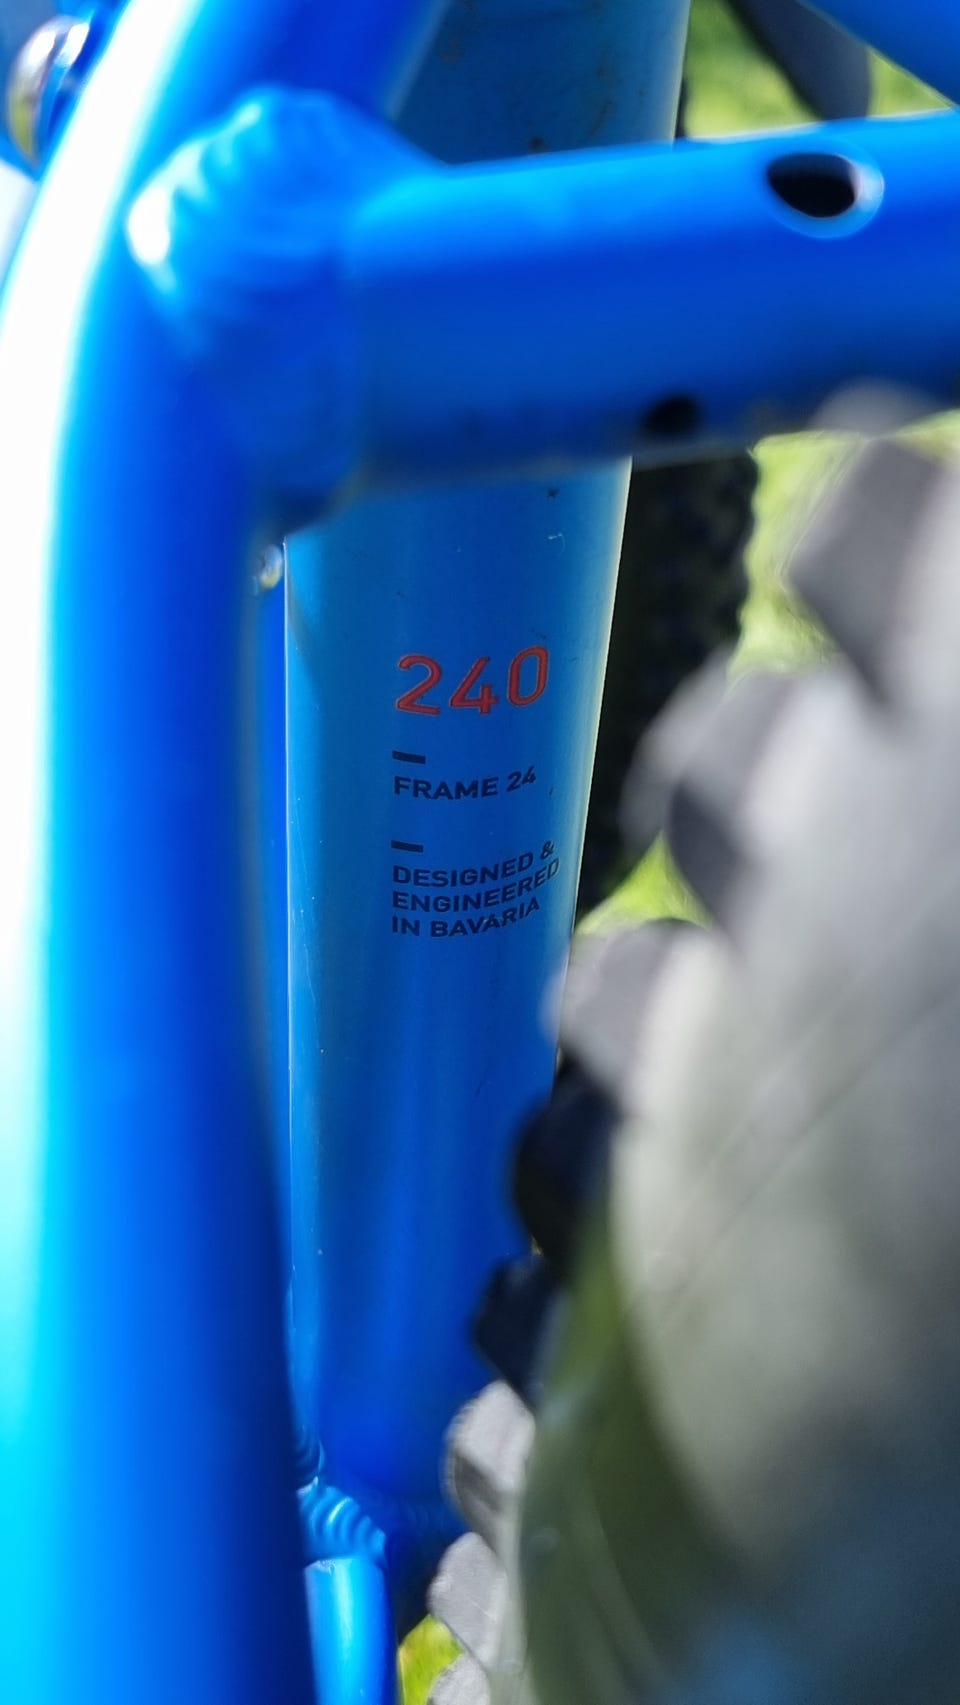 240
FRAME 24
DESIGNED &
ENGINEERED
IN BAVARIA